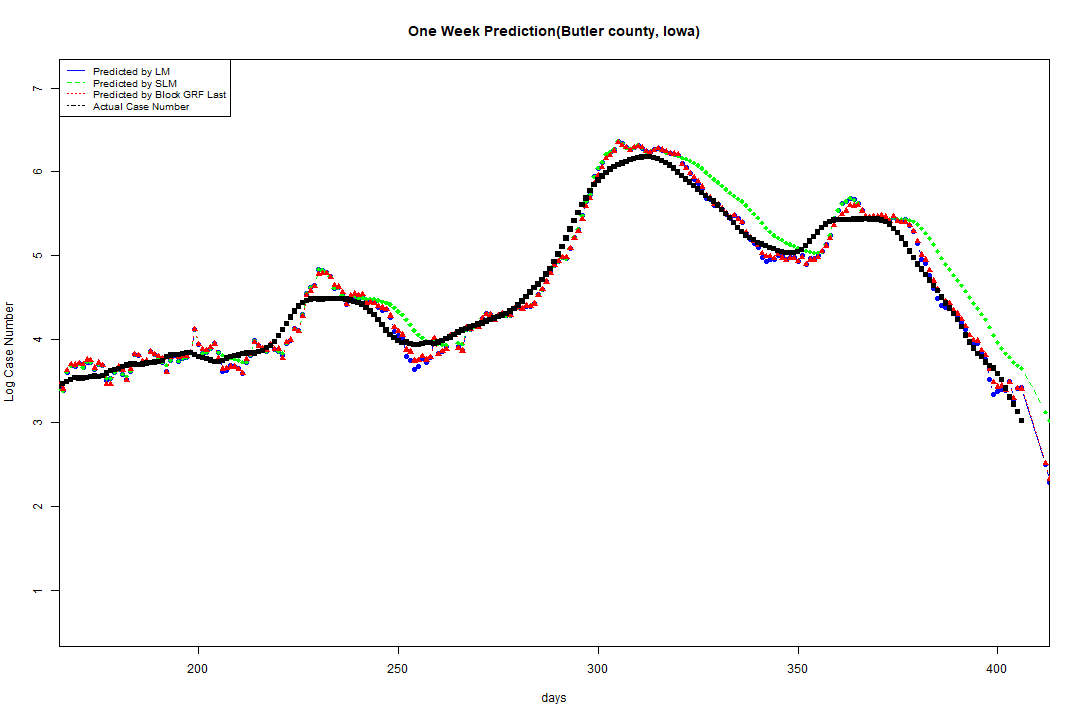 One Week Prediction(Butler county, Iowa)
Predicted by LM
Predicted by SLM
Predicted by Block GRF Last
Actual Case Number
7
6
5
4
3
2
1
Log Case Number
200 250 300 350 400
days